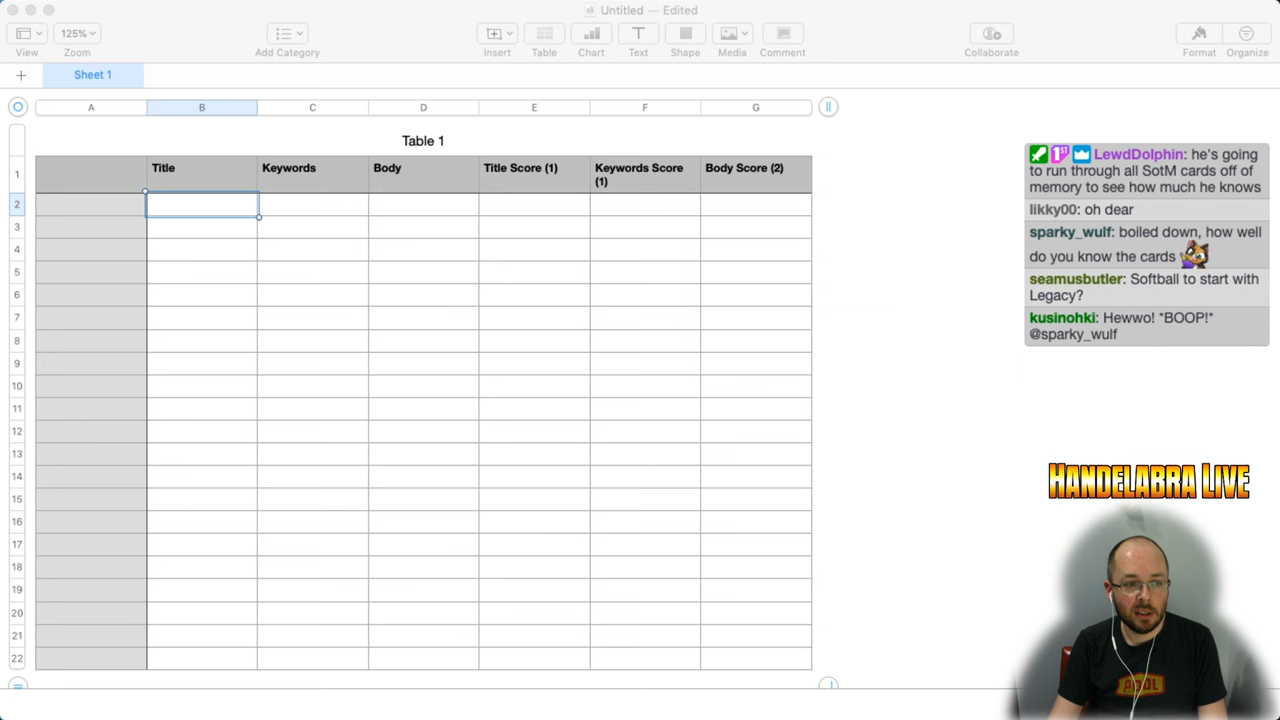 Untitled — Edited
125%
View
Zoom
Add Category
Insert
Table
Chart
Text
Shape
Media
Comment
Collaborate
Format
Organize
Sheet 1
A B C D E F G
Table 1
Title
Keywords
Body
Title Score (1)
Keywords Score
(1)
Body Score (2)
1
2
3
4
5
6
7
8
9
10
11
12
13
14
15
16
17
18
19
20
21
22
1ST LewdDolphin: he's going
to run through all SotM cards off of
memory to see how much he knows
likky00: oh dear
sparky_wulf: boiled down, how well
do you know the cards
seamusbutler: Softball to start with
Legacy?
kusinohki: Hewwo! *BOOP!*
@sparky_wulf
HANDELABRA LIVE
POOL